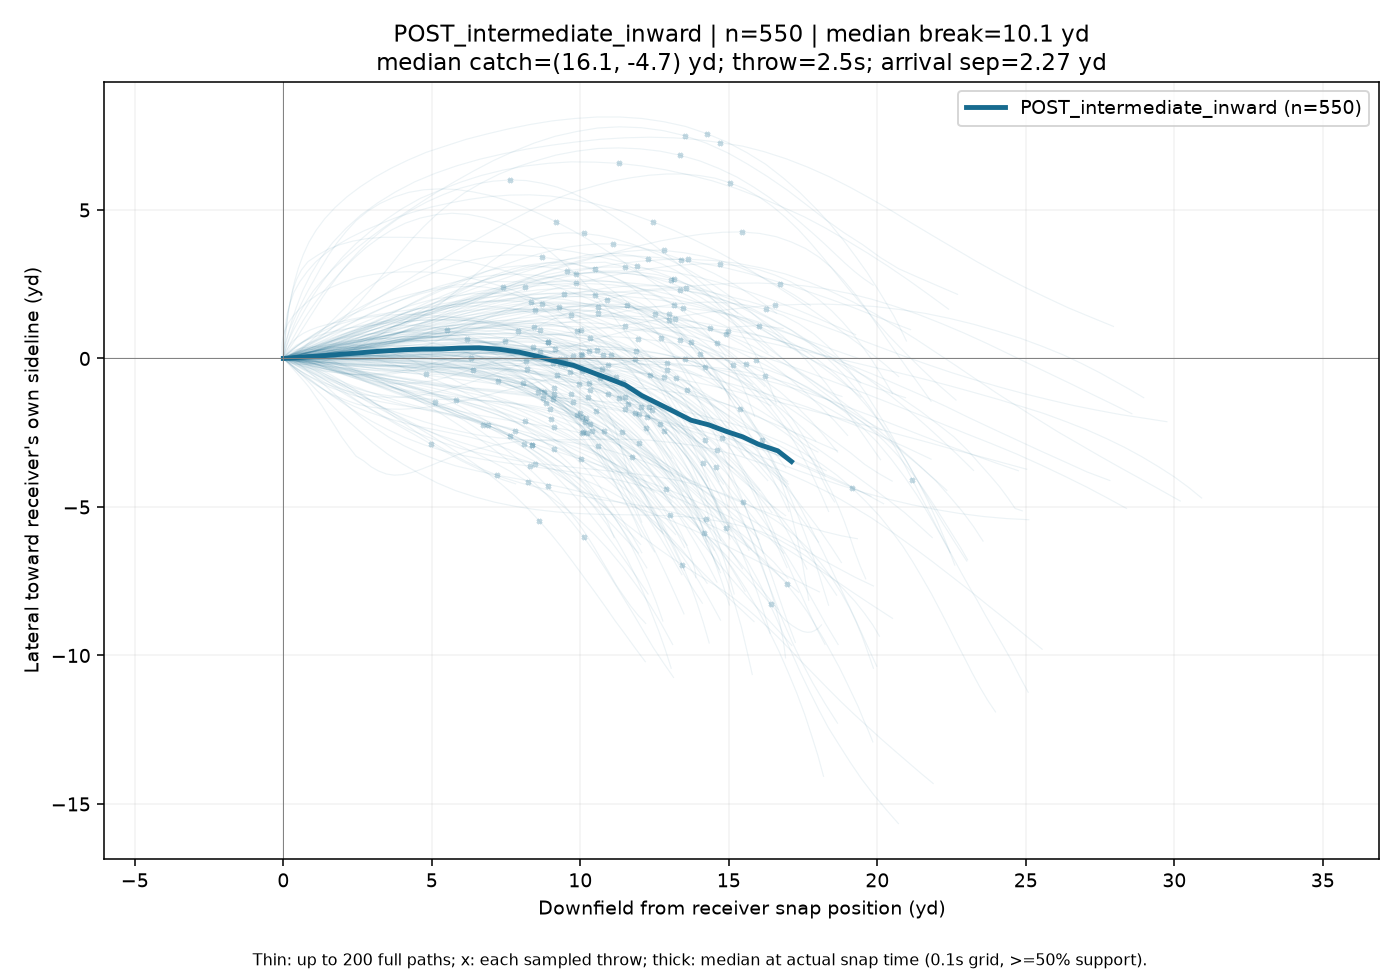 POST_intermediate_inward | n=550 | median break=10.1 yd
median catch=(16.1, -4.7) yd; throw=2.5s; arrival sep=2.27 yd
POST_intermediate_inward (n=550)
Lateral toward receiver's own sideline (yd)
5
0
−5
−10
−15
−5
0
5
10
15
20
25
30
35
Downfield from receiver snap position (yd)
Thin: up to 200 full paths; x: each sampled throw; thick: median at actual snap time (0.1s grid, >=50% support).